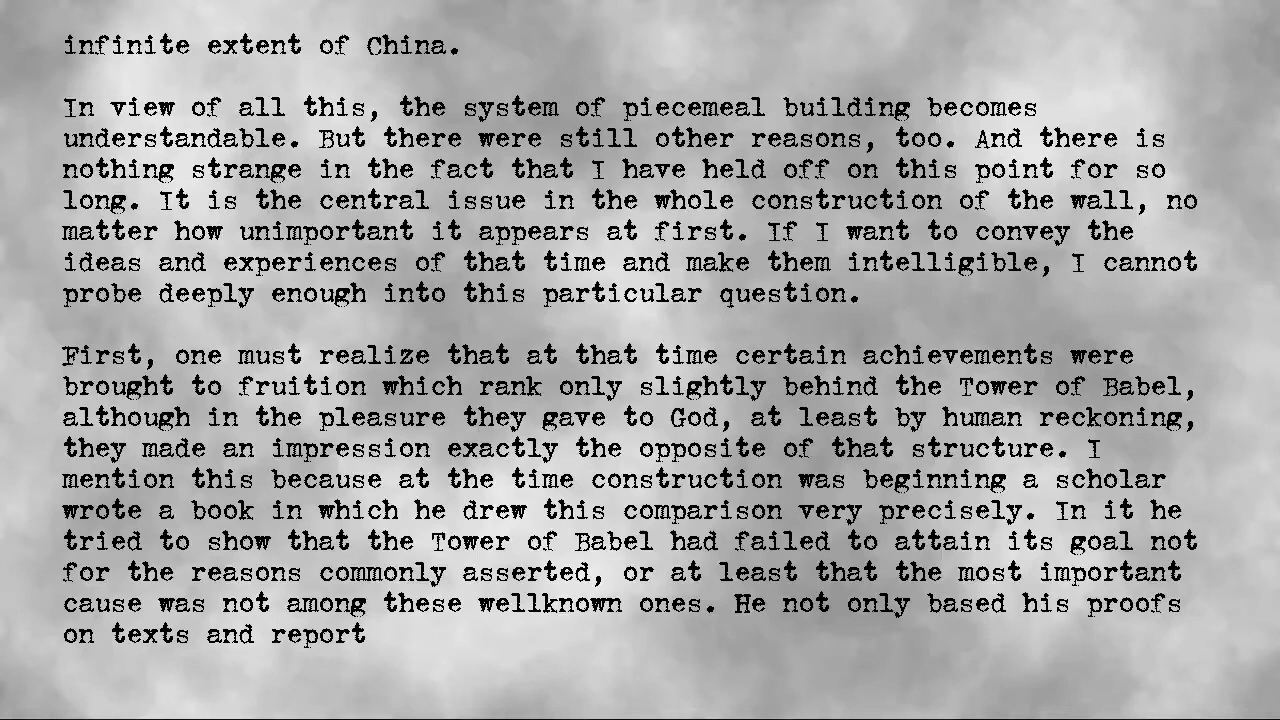 infinite extent of China.
In view of all this, the system of piecemeal building becomes
understandable. But there were still other reasons, too. And there is
nothing strange in the fact that I have held off on this point for so
long. It is the central issue in the whole construction of the wall, no
matter how unimportant it appears at first. If I want to convey the
ideas and experiences of that time and make them intelligible, I cannot
probe deeply enough into this particular question.
First, one must realize that at that time certain achievements were
brought to fruition which rank only slightly behind the Tower of Babel,
although in the pleasure they gave to God, at least by human reckoning,
they made an impression exactly the opposite of that structure. I
mention this because at the time construction was beginning a scholar
wrote a book in which he drew this comparison very precisely. In it he
tried to show that the Tower of Babel had failed to attain its goal not
for the reasons commonly asserted, or at least that the most important
cause was not among these wellknown ones. He not only based his proofs
on texts and report